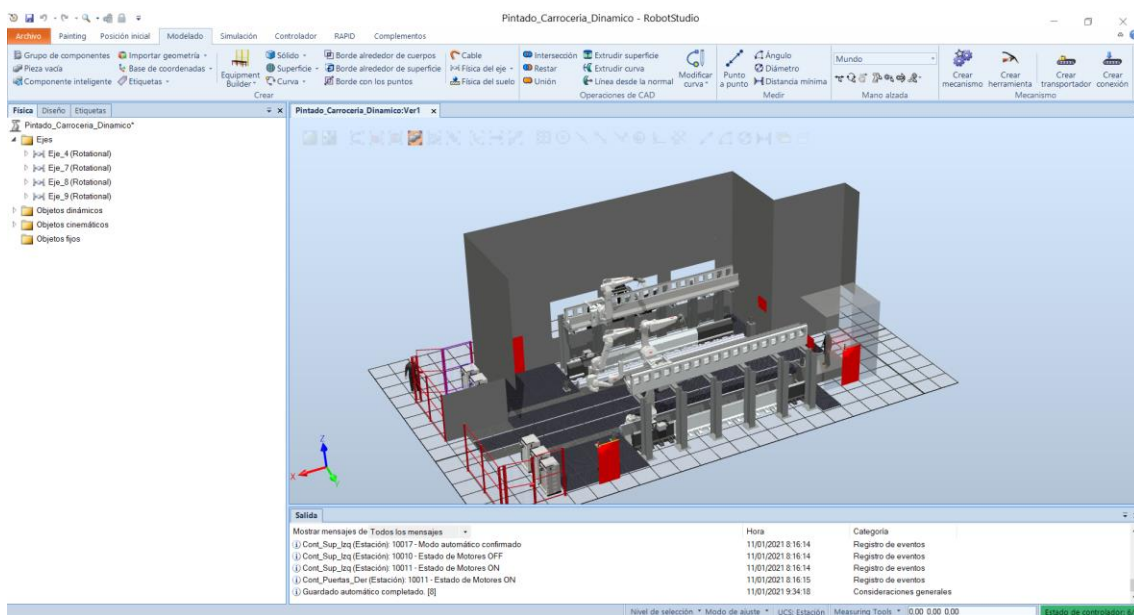 Pintado_Carroceria_Dinamico - RobotStudio
Archivo Painting Posición inicial Modelado Simulación Controlador RAPID Complementos
Grupo de componentes Importar geometría Sólido Borde alrededor de cuerpos Cable Intersección Extrudir superficie Ángulo Mundo
Pieza vacía Base de coordenadas Superficie Borde alrededor de superficie Física del eje Restar Extrudir curva Diámetro
Componente inteligente Etiquetas Equipment Builder Curva Borde con los puntos Física del suelo Unión Línea desde la normal Modificar curva Punto a punto Distancia mínima Crear mecanismo Crear herramienta Crear transportador Crear conexión
Crear Operaciones de CAD Medir Mano alzada Mecanismo
Física Diseño Etiquetas
Pintado_Carroceria_Dinamico:Ver1 x
Pintado_Carroceria_Dinamico*
Ejes
Eje_4 (Rotational)
Eje_7 (Rotational)
Eje_8 (Rotational)
Eje_9 (Rotational)
Objetos dinámicos
Objetos cinemáticos
Objetos fijos
Z
X
Salida
Mostrar mensajes de Todos los mensajes Hora Categoría
Cont_Sup_Izq (Estación): 10017 - Modo automático confirmado 11/01/2021 8:16:14 Registro de eventos
Cont_Sup_Izq (Estación): 10010 - Estado de Motores OFF 11/01/2021 8:16:14 Registro de eventos
Cont_Sup_Izq (Estación): 10011 - Estado de Motores ON 11/01/2021 8:16:14 Registro de eventos
Cont_Puertas_Der (Estación): 10011 - Estado de Motores ON 11/01/2021 8:16:15 Registro de eventos
Guardado automático completado. [8] 11/01/2021 9:34:18 Consideraciones generales
Nivel de selección Modo de ajuste UCS: Estación Measuring Tools 0.00 0.00 0.00 Estado de controlador: